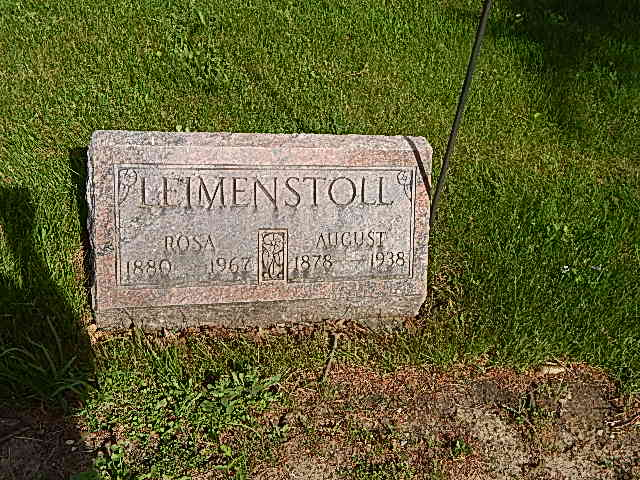 LEIMENSTOLL
ROSA AUGUST
1880 1967 1878 — 1938